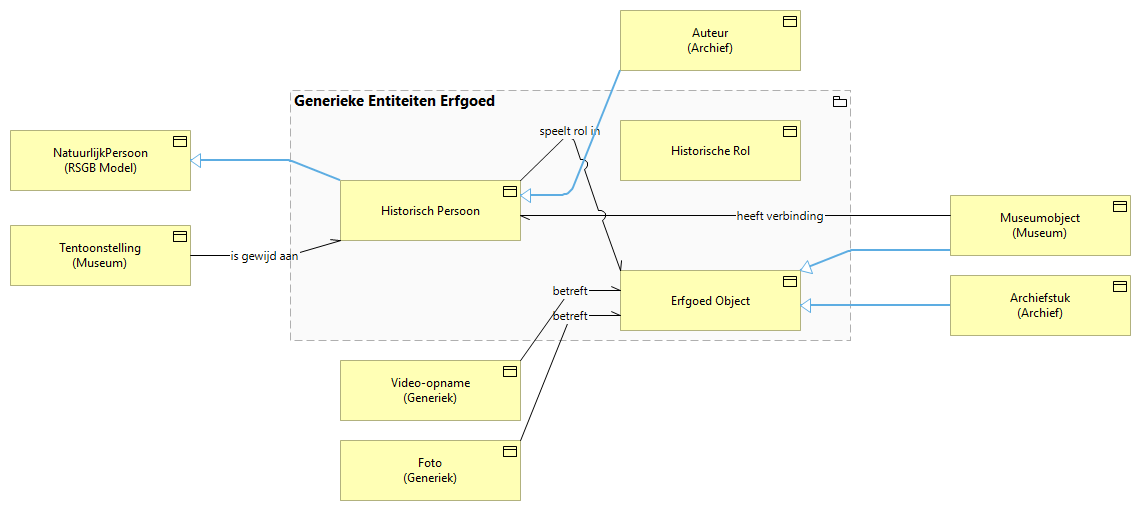 Auteur
(Archief)
Generieke Entiteiten Erfgoed
speelt rol in
NatuurlijkPersoon
(RSGB Model)
Historische Rol
Historisch Persoon
heeft verbinding
Museumobject
(Museum)
Tentoonstelling
(Museum)
is gewijd aan
betreft
Erfgoed Object
Archiefstuk
(Archief)
betreft
Video-opname
(Generiek)
Foto
(Generiek)